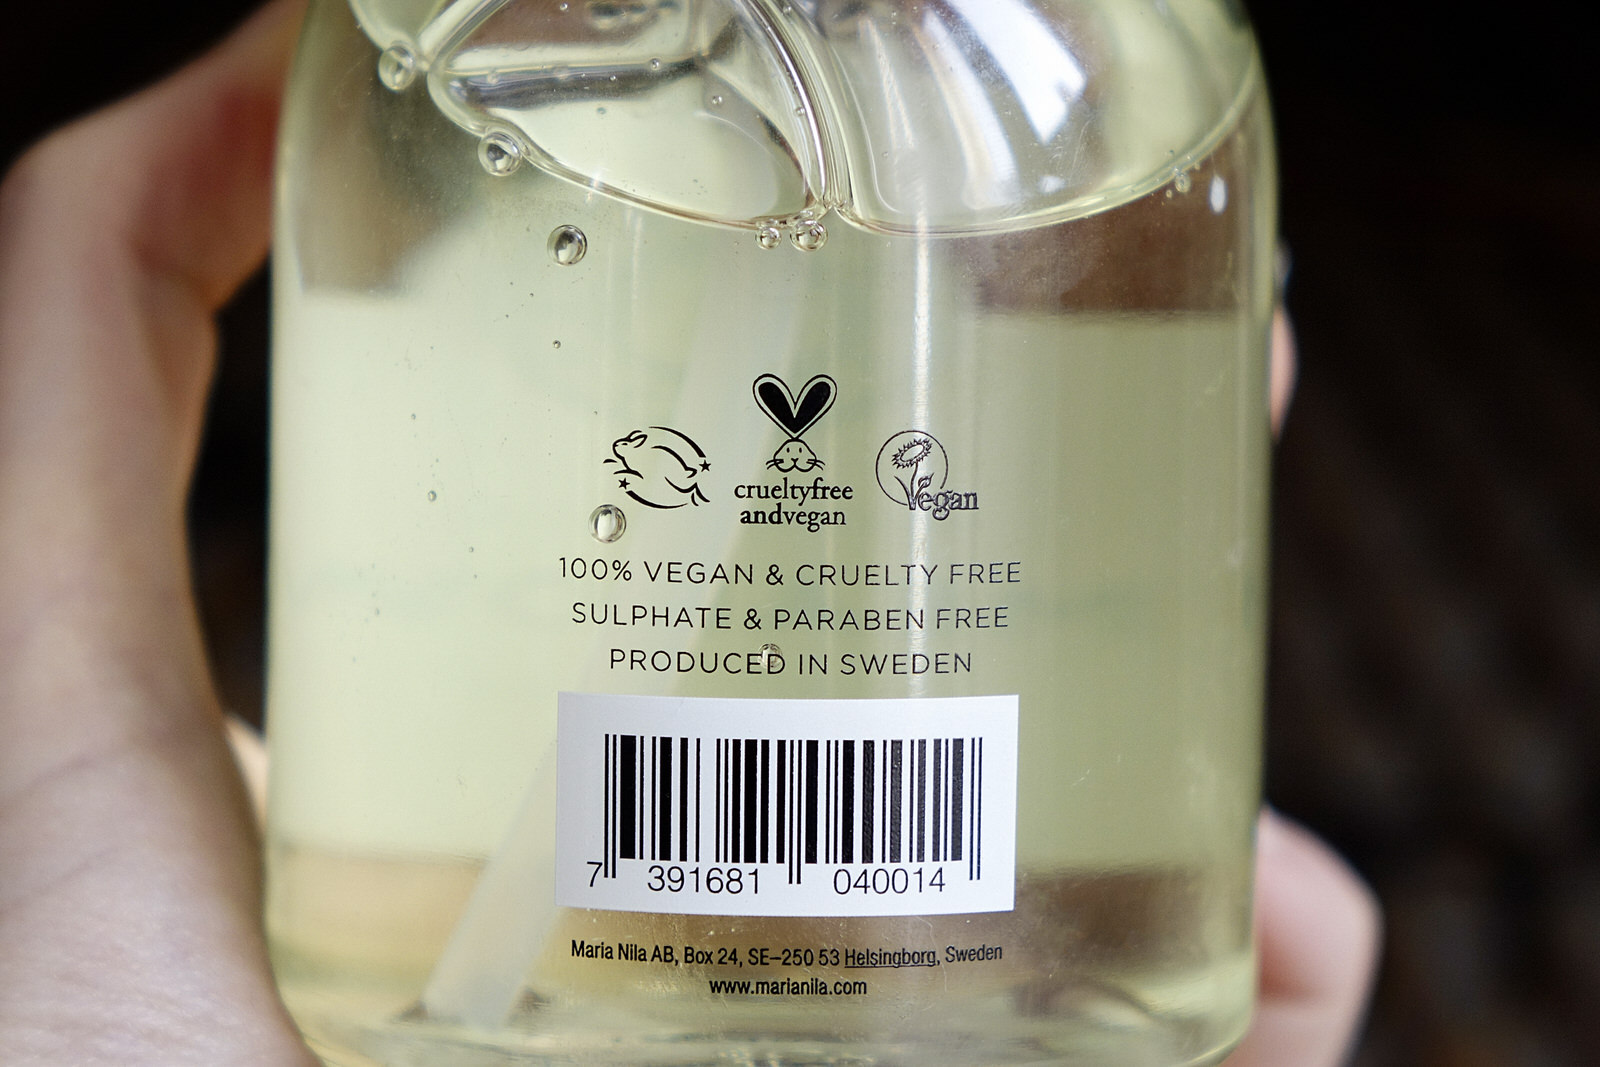 crueltyfree
andvegan
Vegan
100% VEGAN & CRUELTY FREE
SULPHATE & PARABEN FREE
PRODUCED IN SWEDEN
7 391681 040014
Maria Nila AB, Box 24, SE–250 53 Helsingborg, Sweden
www.marianila.com